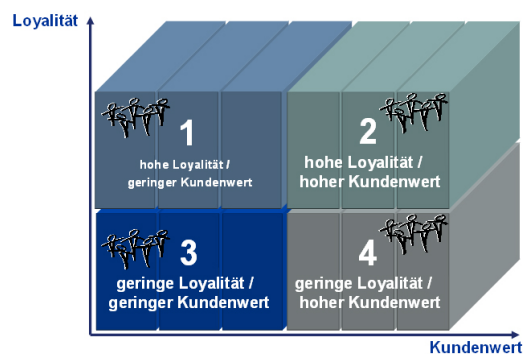 Loyalität
1
hohe Loyalität /
geringer Kundenwert
2
hohe Loyalität /
hoher Kundenwert
3
geringe Loyalität /
geringer Kundenwert
4
geringe Loyalität /
hoher Kundenwert
Kundenwert